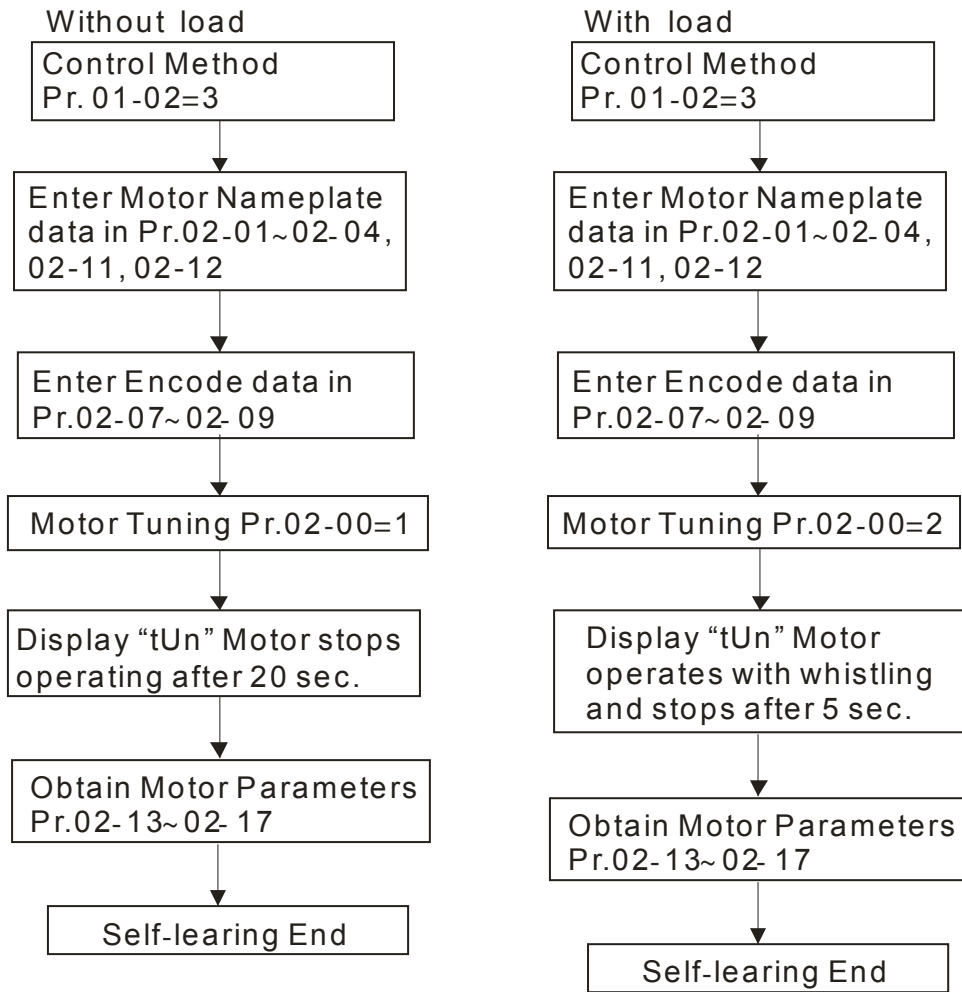 Without load
Control Method
Pr. 01-02=3
Enter Motor Nameplate
data in Pr.02-01~02-04,
02-11, 02-12
Enter Encode data in
Pr.02-07~02-09
Motor Tuning Pr.02-00=1
Display “tUn” Motor stops
operating after 20 sec.
Obtain Motor Parameters
Pr.02-13~02-17
Self-learing End
With load
Control Method
Pr. 01-02=3
Enter Motor Nameplate
data in Pr.02-01~02-04,
02-11, 02-12
Enter Encode data in
Pr.02-07~02-09
Motor Tuning Pr.02-00=2
Display “tUn” Motor
operates with whistling
and stops after 5 sec.
Obtain Motor Parameters
Pr.02-13~02-17
Self-learing End